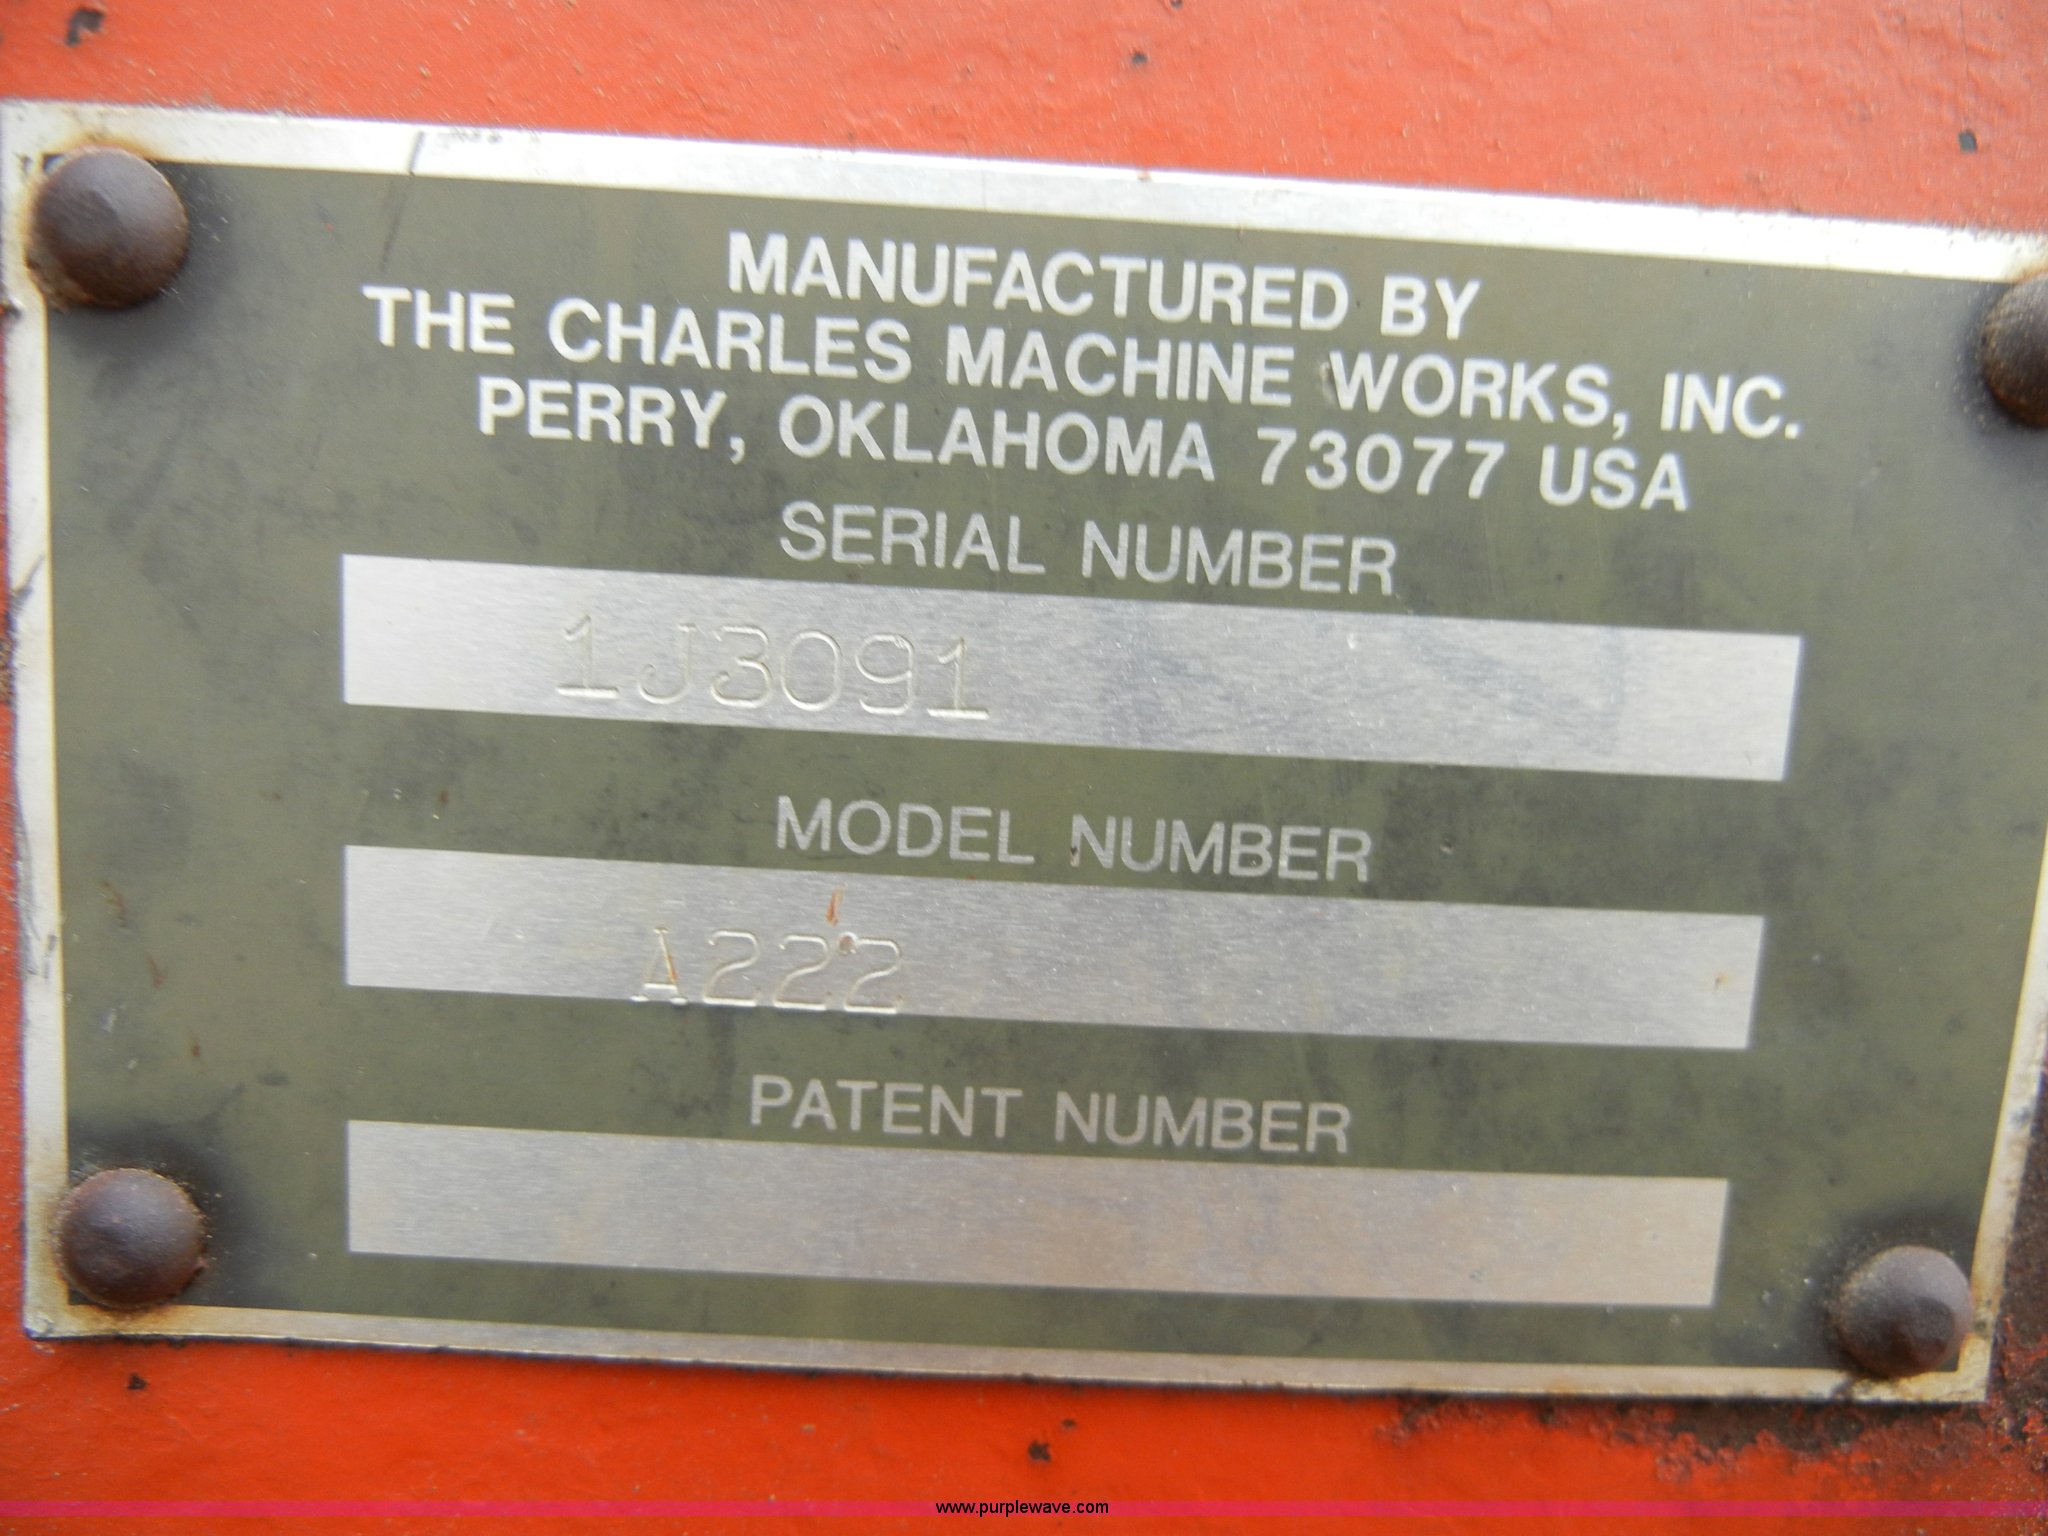 MANUFACTURED BY
THE CHARLES MACHINE WORKS, INC.
PERRY, OKLAHOMA 73077 USA
SERIAL NUMBER
1J3091
MODEL NUMBER
A222
PATENT NUMBER
www.purplewave.com